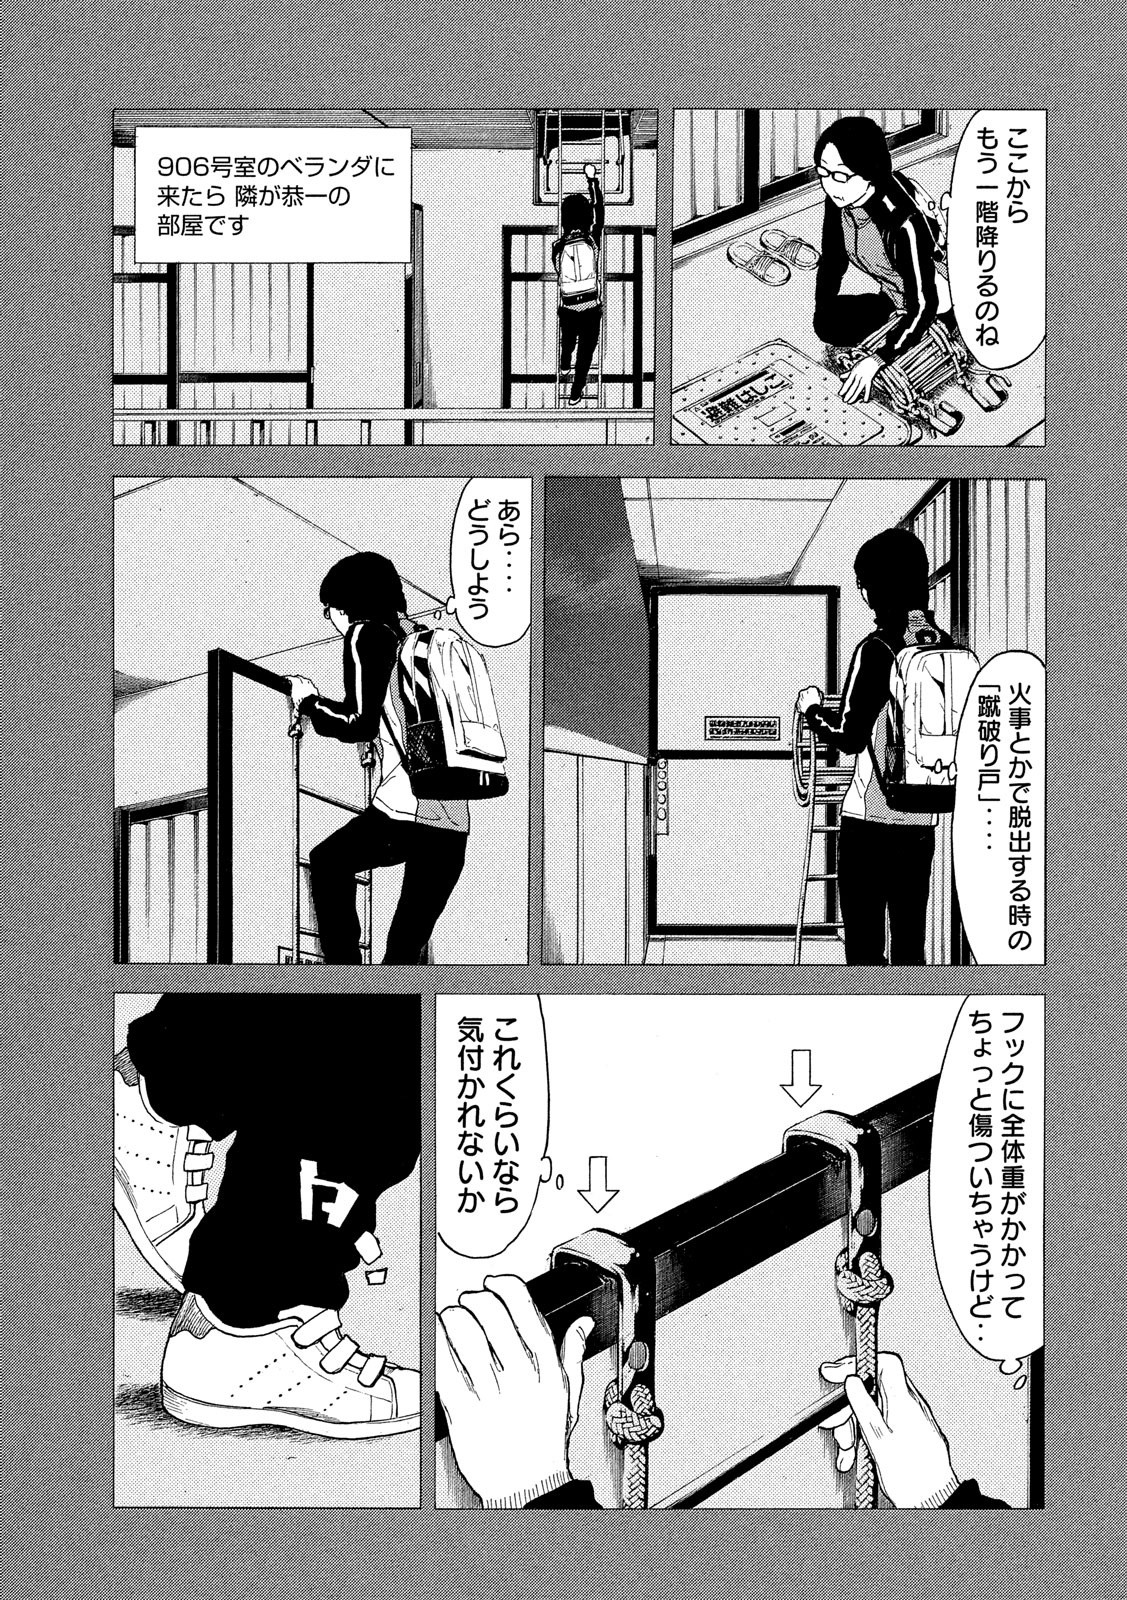 ここから
もう一階降りるのね
避難はしご
906号室のベランダに
来たら 隣が恭一の
部屋です
火事とかで脱出する時の
「蹴破り戸」‥‥
あら‥‥
どうしよう
フックに全体重がかかって
ちょっと傷ついちゃうけど‥
これくらいなら
気付かれないか
タ